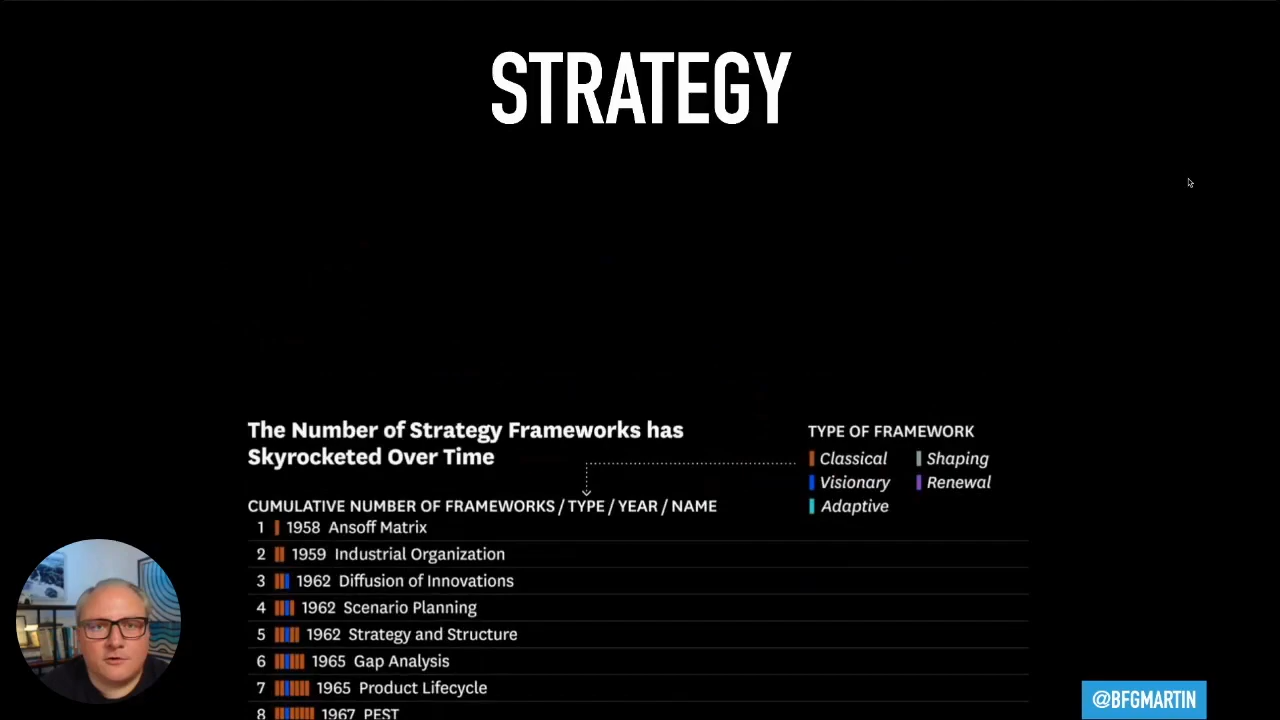 STRATEGY
The Number of Strategy Frameworks has
Skyrocketed Over Time
TYPE OF FRAMEWORK
Classical
Shaping
Visionary
Renewal
Adaptive
CUMULATIVE NUMBER OF FRAMEWORKS / TYPE / YEAR / NAME
1 1958 Ansoff Matrix
2 1959 Industrial Organization
3 1962 Diffusion of Innovations
4 1962 Scenario Planning
5 1962 Strategy and Structure
6 1965 Gap Analysis
7 1965 Product Lifecycle
8 1967 PEST
@BFGMARTIN